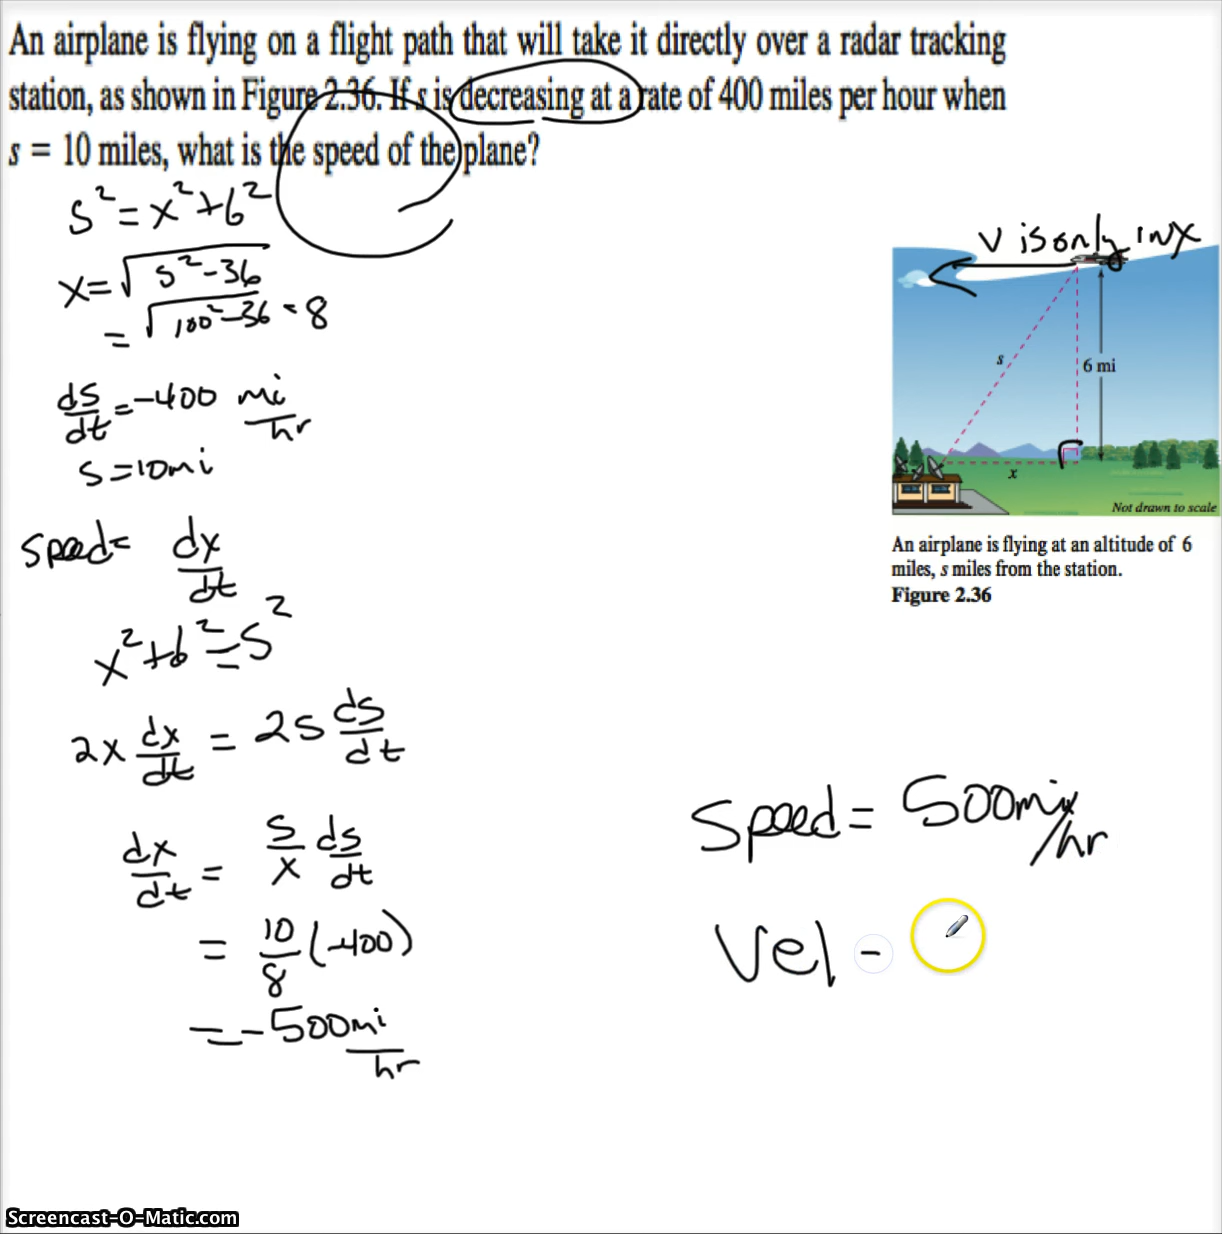 An airplane is flying on a flight path that will take it directly over a radar tracking
station, as shown in Figure 2.36. If s is decreasing at a rate of 400 miles per hour when
s = 10 miles, what is the speed of the plane?
s² = x² + 6²
x = √s² - 36
= √100² - 36 = 8
ds/dt = -400 mi/hr
s = 10mi
speed = dx/dt
x² + 6² = s²
2x dx/dt = 2s ds/dt
dx/dt = s/x ds/dt
= 10/8 (-400)
= -500 mi/hr
V is only in x
s
6 mi
x
Not drawn to scale
An airplane is flying at an altitude of 6
miles, s miles from the station.
Figure 2.36
Speed = 500mi/hr
Vel -
Screencast-O-Matic.com